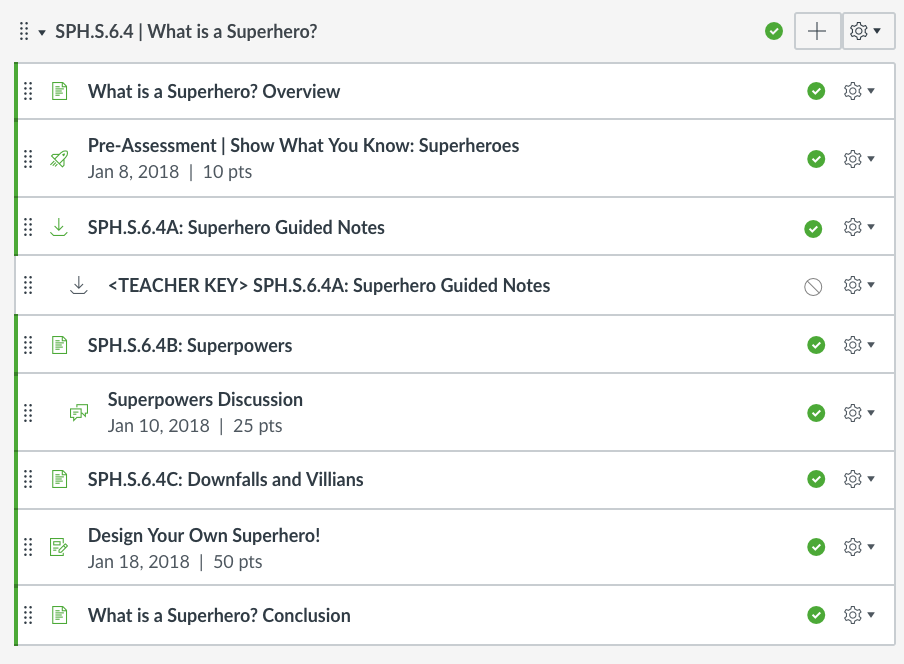 SPH.S.6.4 | What is a Superhero?
What is a Superhero? Overview
Pre-Assessment | Show What You Know: Superheroes
Jan 8, 2018 | 10 pts
SPH.S.6.4A: Superhero Guided Notes
<TEACHER KEY> SPH.S.6.4A: Superhero Guided Notes
SPH.S.6.4B: Superpowers
Superpowers Discussion
Jan 10, 2018 | 25 pts
SPH.S.6.4C: Downfalls and Villians
Design Your Own Superhero!
Jan 18, 2018 | 50 pts
What is a Superhero? Conclusion